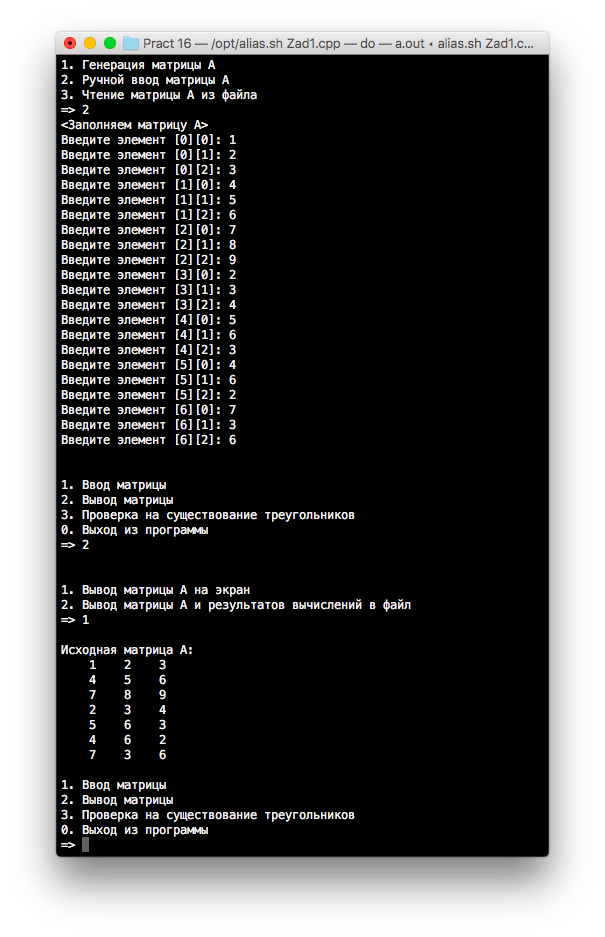 Pract 16 — /opt/alias.sh Zad1.cpp — do — a.out ◂ alias.sh Zad1.c...
1. Генерация матрицы А
2. Ручной ввод матрицы А
3. Чтение матрицы А из файла
=> 2
<Заполняем матрицу А>
Введите элемент [0][0]: 1
Введите элемент [0][1]: 2
Введите элемент [0][2]: 3
Введите элемент [1][0]: 4
Введите элемент [1][1]: 5
Введите элемент [1][2]: 6
Введите элемент [2][0]: 7
Введите элемент [2][1]: 8
Введите элемент [2][2]: 9
Введите элемент [3][0]: 2
Введите элемент [3][1]: 3
Введите элемент [3][2]: 4
Введите элемент [4][0]: 5
Введите элемент [4][1]: 6
Введите элемент [4][2]: 3
Введите элемент [5][0]: 4
Введите элемент [5][1]: 6
Введите элемент [5][2]: 2
Введите элемент [6][0]: 7
Введите элемент [6][1]: 3
Введите элемент [6][2]: 6
1. Ввод матрицы
2. Вывод матрицы
3. Проверка на существование треугольников
0. Выход из программы
=> 2
1. Вывод матрицы А на экран
2. Вывод матрицы А и результатов вычислений в файл
=> 1
Исходная матрица А:
1 2 3
4 5 6
7 8 9
2 3 4
5 6 3
4 6 2
7 3 6
1. Ввод матрицы
2. Вывод матрицы
3. Проверка на существование треугольников
0. Выход из программы
=>